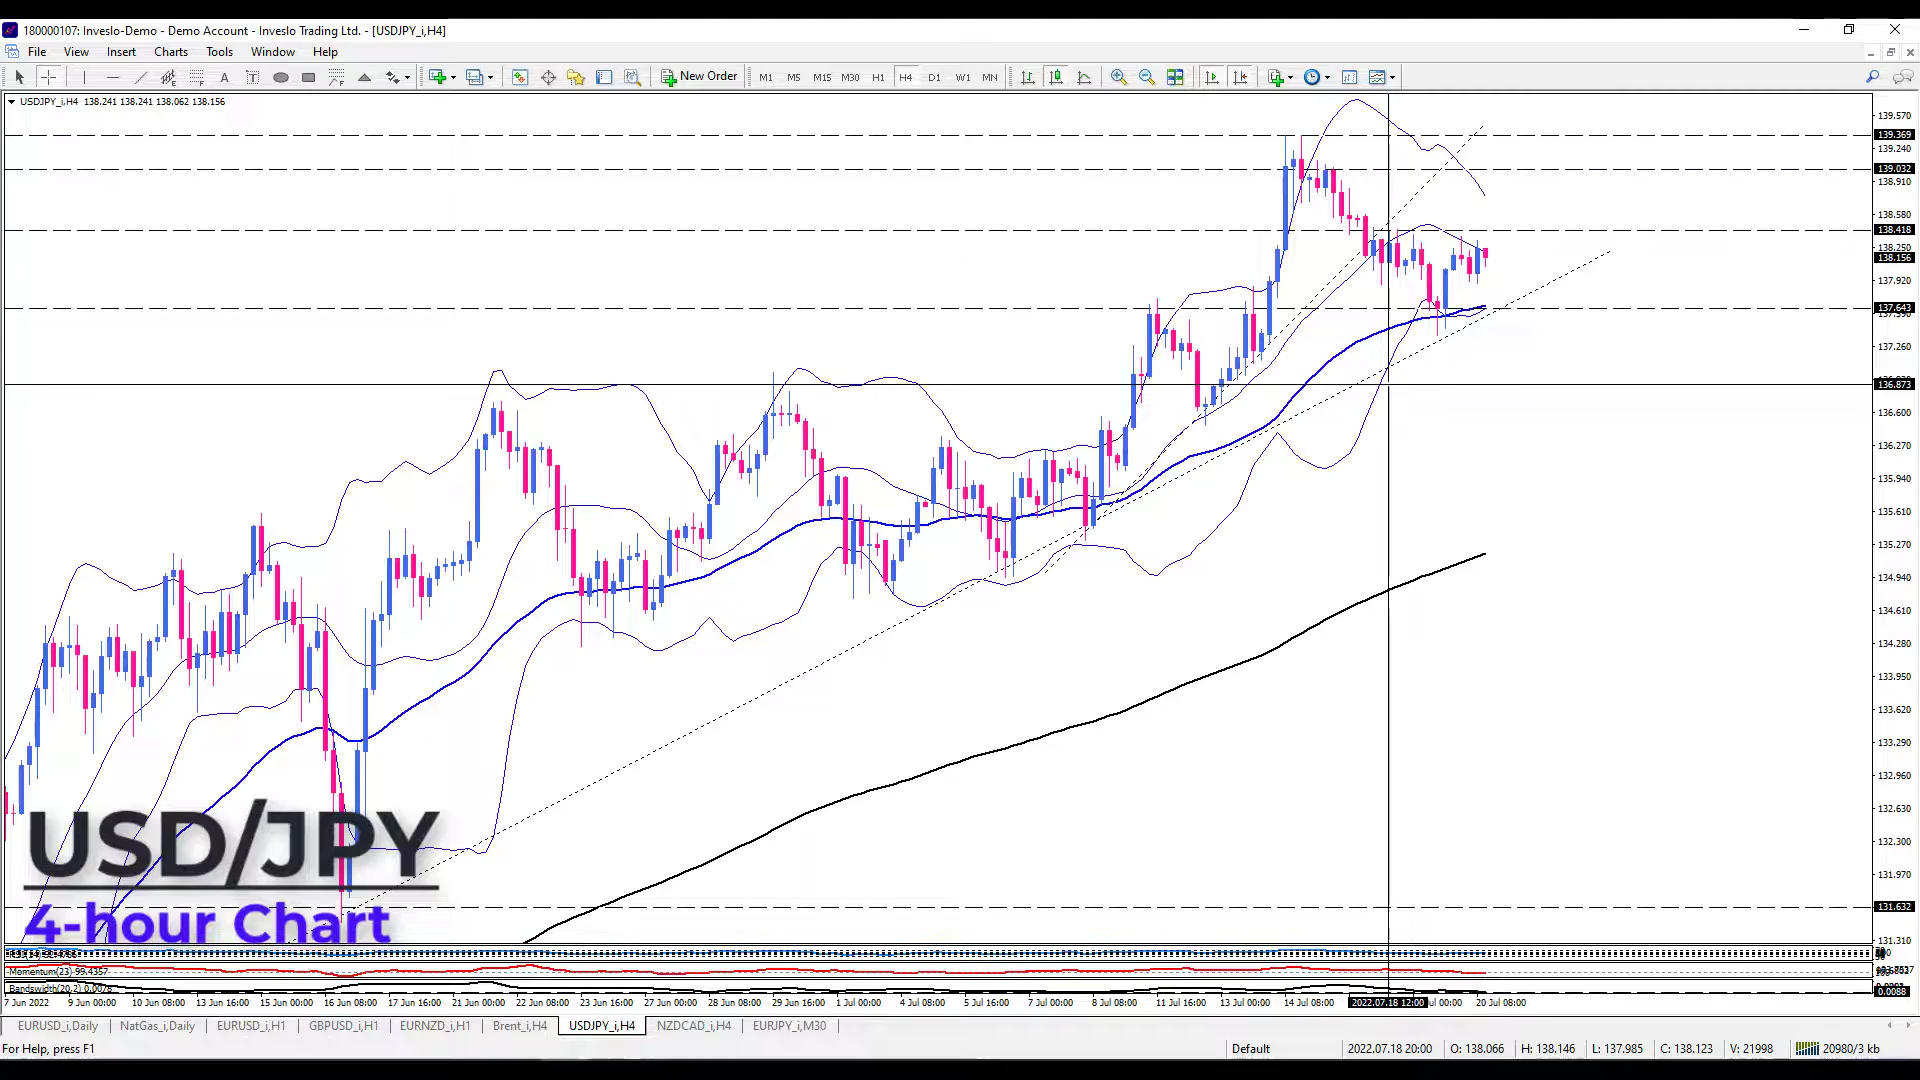 180000107: Inveslo-Demo - Demo Account - Inveslo Trading Ltd. - [USDJPY_i,H4]
File View Insert Charts Tools Window Help
New Order M1 M5 M15 M30 H1 H4 D1 W1 MN
USDJPY_i,H4 138.241 138.241 138.062 138.156
139.570
139.369
139.240
139.032
138.910
138.580
138.418
138.250
138.156
137.920
137.643
137.590
137.260
136.873
136.600
136.270
135.940
135.610
135.270
134.940
134.610
134.280
133.950
133.620
133.290
132.960
132.630
132.300
131.970
131.632
131.310
USD/JPY
4-hour Chart
Momentum(23) 99.4357
Bandwidth(20,2) 0.0078
0.0088
7 Jun 2022 9 Jun 00:00 10 Jun 08:00 13 Jun 16:00 15 Jun 00:00 16 Jun 08:00 17 Jun 16:00 21 Jun 00:00 22 Jun 08:00 23 Jun 16:00 27 Jun 00:00 28 Jun 08:00 29 Jun 16:00 1 Jul 00:00 4 Jul 08:00 5 Jul 16:00 7 Jul 00:00 8 Jul 08:00 11 Jul 16:00 13 Jul 00:00 14 Jul 08:00 2022.07.18 12:00 ul 00:00 20 Jul 08:00
EURUSD_i,Daily NatGas_i,Daily EURUSD_i,H1 GBPUSD_i,H1 EURNZD_i,H1 Brent_i,H4 USDJPY_i,H4 NZDCAD_i,H4 EURJPY_i,M30
For Help, press F1 Default 2022.07.18 20:00 O: 138.066 H: 138.146 L: 137.985 C: 138.123 V: 21998 20980/3 kb